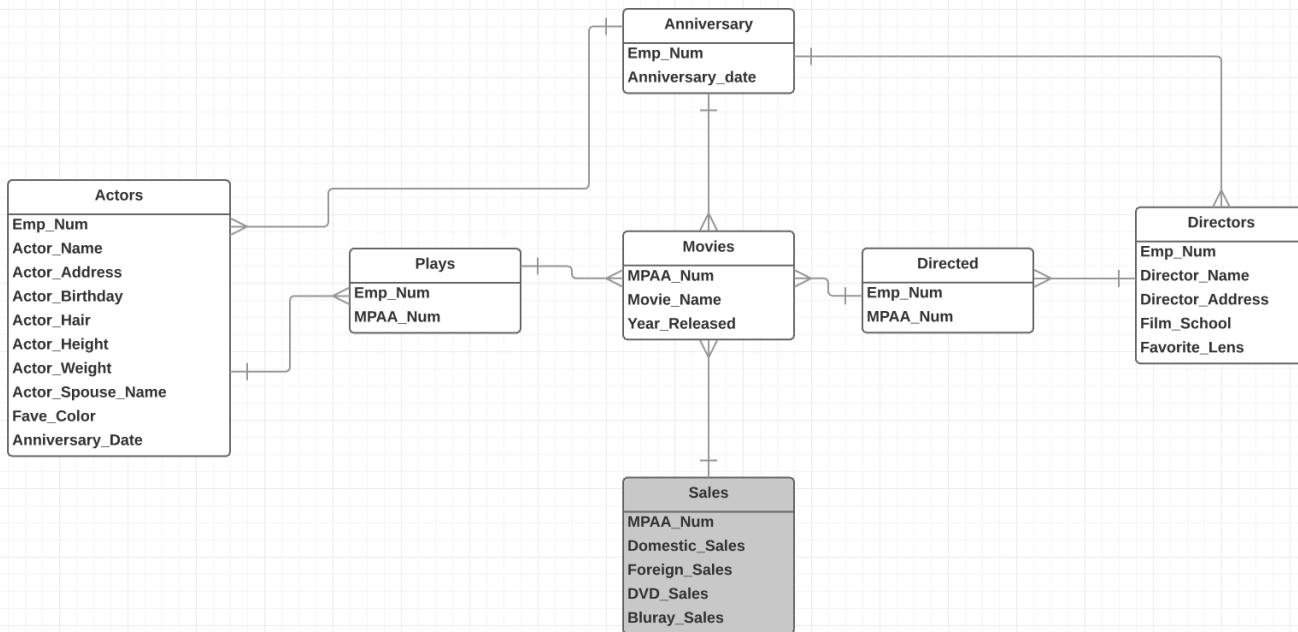 Anniversary
Emp_Num
Anniversary_date
Actors
Emp_Num
Actor_Name
Actor_Address
Actor_Birthday
Actor_Hair
Actor_Height
Actor_Weight
Actor_Spouse_Name
Fave_Color
Anniversary_Date
Plays
Emp_Num
MPAA_Num
Movies
MPAA_Num
Movie_Name
Year_Released
Directed
Emp_Num
MPAA_Num
Directors
Emp_Num
Director_Name
Director_Address
Film_School
Favorite_Lens
Sales
MPAA_Num
Domestic_Sales
Foreign_Sales
DVD_Sales
Bluray_Sales